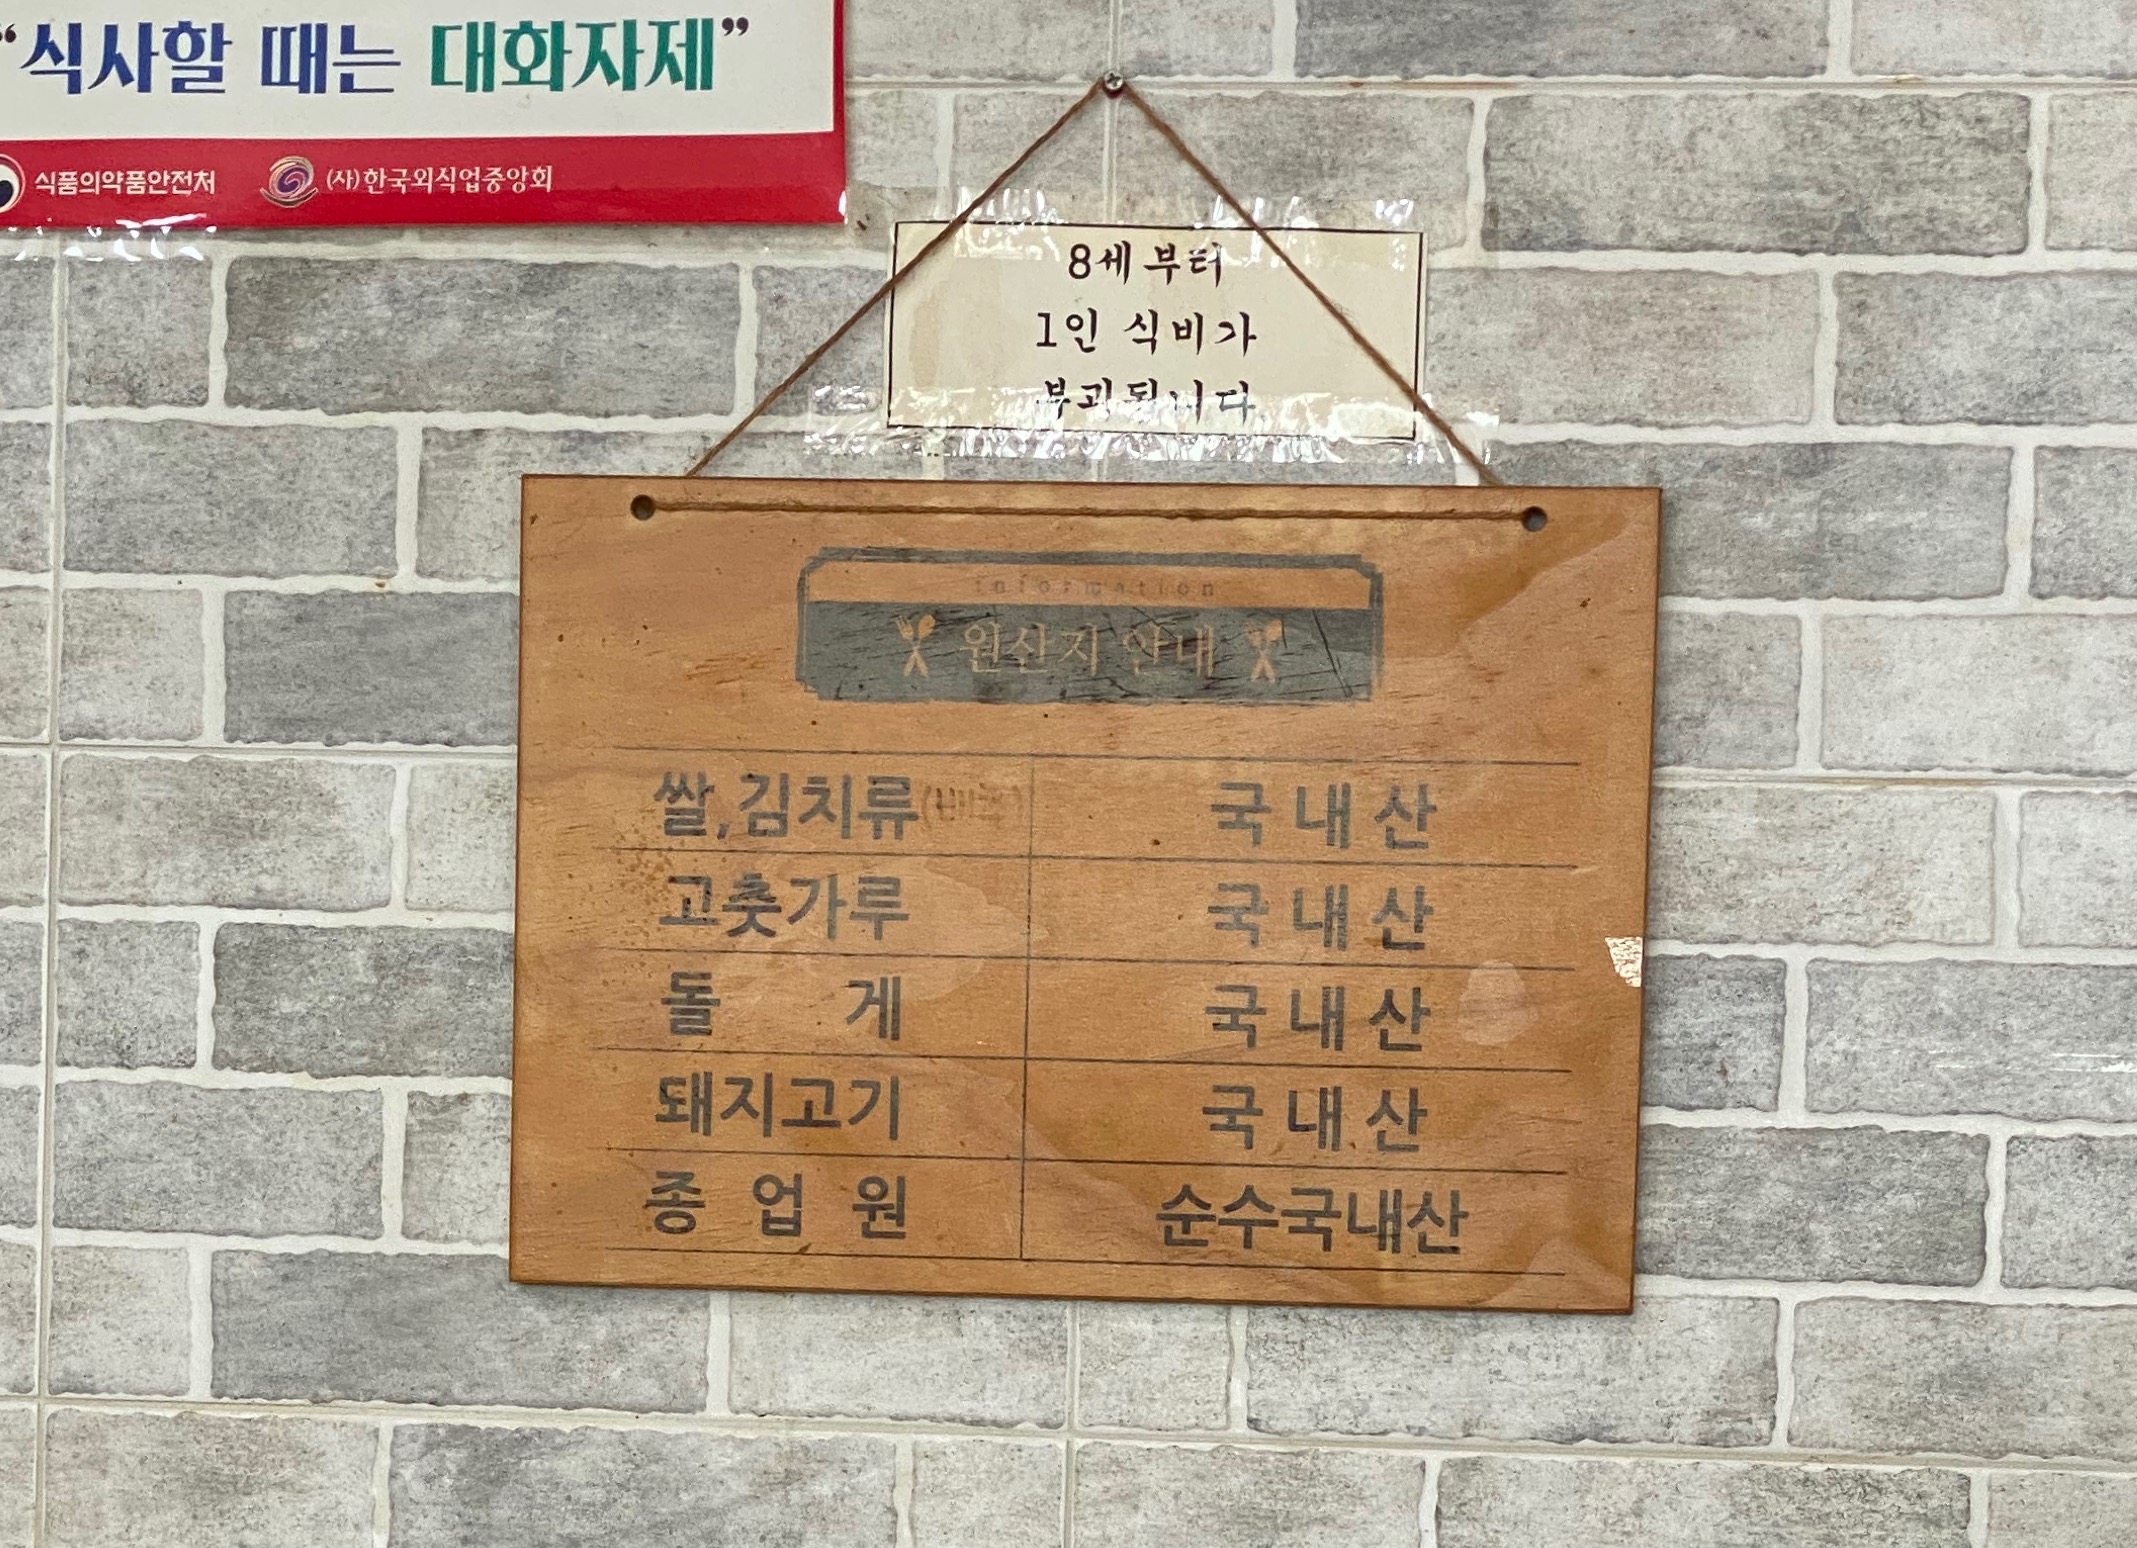 “식사할 때는 대화자제”
식품의약품안전처 (사)한국외식업중앙회
8세부터
1인 식비가
부과됩니다
information
원산지 안내
쌀,김치류(배추) 국내산
고춧가루 국내산
돌게 국내산
돼지고기 국내산
종업원 순수국내산